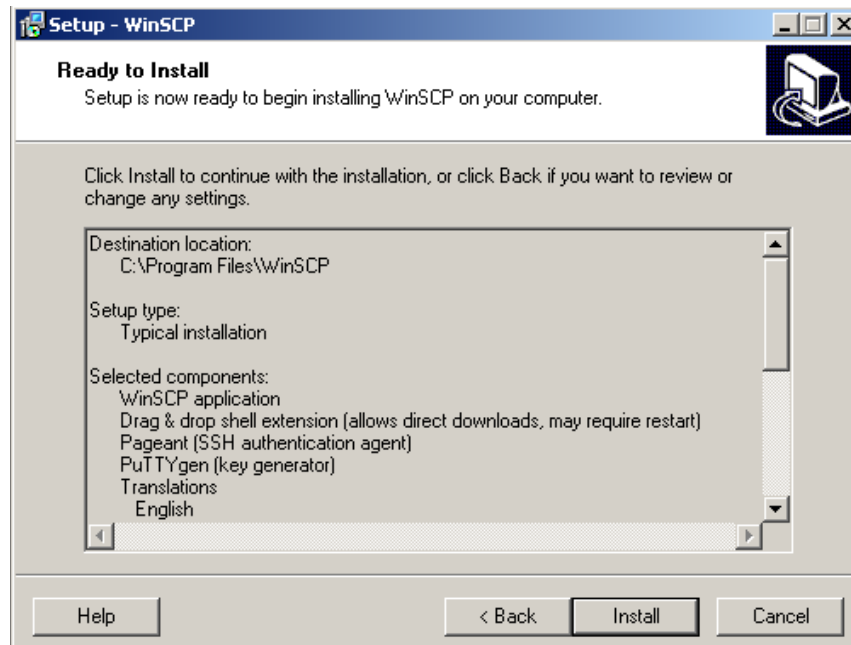 Setup - WinSCP
Ready to Install
Setup is now ready to begin installing WinSCP on your computer.
Click Install to continue with the installation, or click Back if you want to review or
change any settings.
Destination location:
C:\Program Files\WinSCP
Setup type:
Typical installation
Selected components:
WinSCP application
Drag & drop shell extension (allows direct downloads, may require restart)
Pageant (SSH authentication agent)
PuTTYgen (key generator)
Translations
English
Help
< Back
Install
Cancel